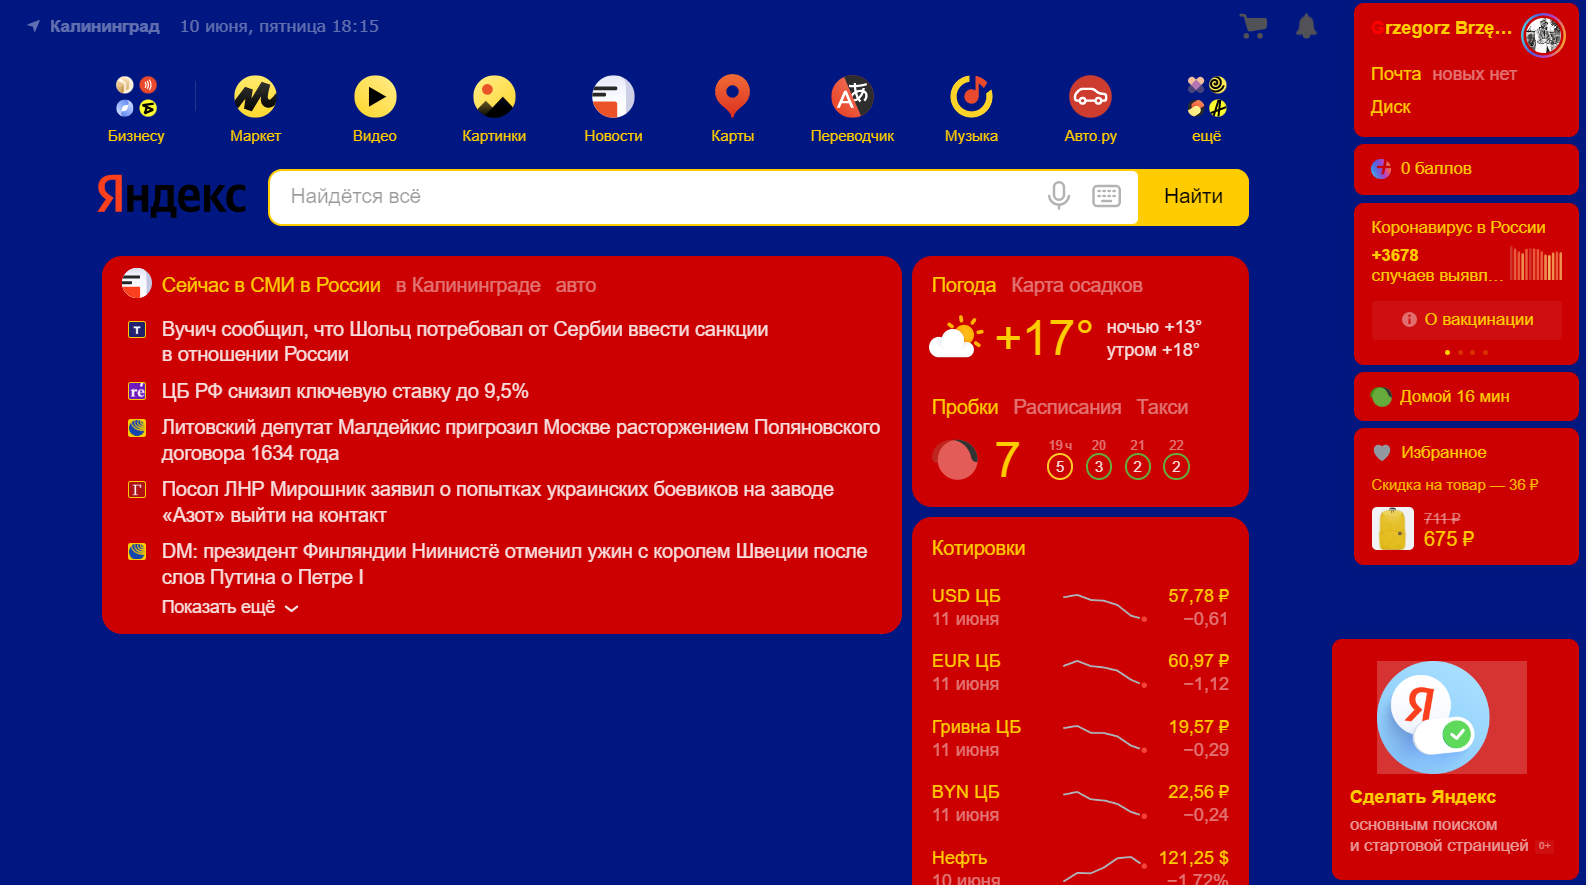 Калининград 10 июня, пятница 18:15
Бизнесу
Маркет
Видео
Картинки
Новости
Карты
Переводчик
Музыка
Авто.ру
ещё
Яндекс
Найдётся всё
Найти
Сейчас в СМИ в России в Калининграде авто
Вучич сообщил, что Шольц потребовал от Сербии ввести санкции
в отношении России
ЦБ РФ снизил ключевую ставку до 9,5%
Литовский депутат Малдейкис пригрозил Москве расторжением Поляновского
договора 1634 года
Посол ЛНР Мирошник заявил о попытках украинских боевиков на заводе
«Азот» выйти на контакт
DM: президент Финляндии Ниинистё отменил ужин с королем Швеции после
слов Путина о Петре I
Показать ещё
Погода Карта осадков
+17°
ночью +13°
утром +18°
Пробки Расписания Такси
7
19 ч 20 21 22
5 3 2 2
Котировки
USD ЦБ 57,78 ₽
11 июня −0,61
EUR ЦБ 60,97 ₽
11 июня −1,12
Гривна ЦБ 19,57 ₽
11 июня −0,29
BYN ЦБ 22,56 ₽
11 июня −0,24
Нефть 121,25 $
10 июня −1,72%
Grzegorz Brzę...
Почта новых нет
Диск
0 баллов
Коронавирус в России
+3678
случаев выявл...
О вакцинации
Домой 16 мин
Избранное
Скидка на товар — 36 ₽
711 ₽
675 ₽
Я
Сделать Яндекс
основным поиском
и стартовой страницей 0+